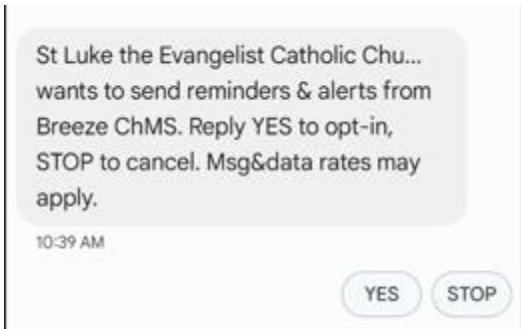 St Luke the Evangelist Catholic Chu...
wants to send reminders & alerts from
Breeze ChMS. Reply YES to opt-in,
STOP to cancel. Msg&data rates may
apply.
10:39 AM
YES STOP